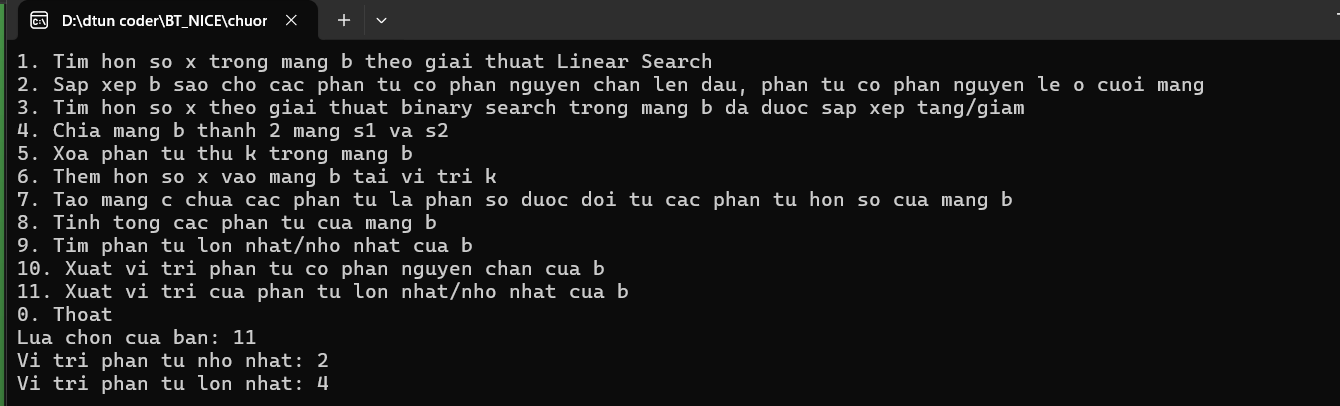 D:\dtun coder\BT_NICE\chuor
1. Tim hon so x trong mang b theo giai thuat Linear Search
2. Sap xep b sao cho cac phan tu co phan nguyen chan len dau, phan tu co phan nguyen le o cuoi mang
3. Tim hon so x theo giai thuat binary search trong mang b da duoc sap xep tang/giam
4. Chia mang b thanh 2 mang s1 va s2
5. Xoa phan tu thu k trong mang b
6. Them hon so x vao mang b tai vi tri k
7. Tao mang c chua cac phan tu la phan so duoc doi tu cac phan tu hon so cua mang b
8. Tinh tong cac phan tu cua mang b
9. Tim phan tu lon nhat/nho nhat cua b
10. Xuat vi tri phan tu co phan nguyen chan cua b
11. Xuat vi tri cua phan tu lon nhat/nho nhat cua b
0. Thoat
Lua chon cua ban: 11
Vi tri phan tu nho nhat: 2
Vi tri phan tu lon nhat: 4